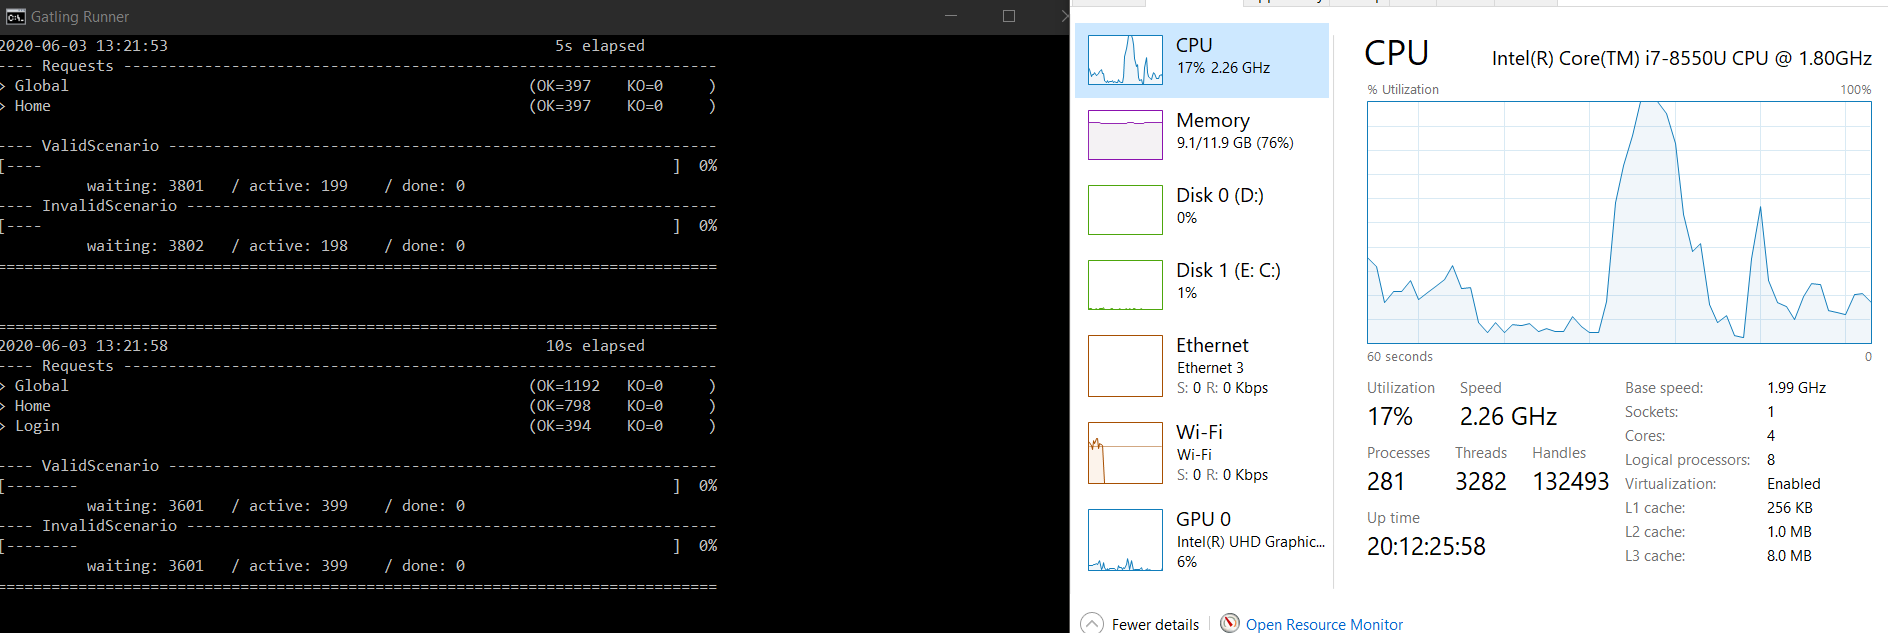 Gatling Runner
2020-06-03 13:21:53 5s elapsed
---- Requests ------------------------------------------------------------------
> Global (OK=397 KO=0 )
> Home (OK=397 KO=0 )
---- ValidScenario -------------------------------------------------------------
[---- ] 0%
waiting: 3801 / active: 199 / done: 0
---- InvalidScenario -----------------------------------------------------------
[---- ] 0%
waiting: 3802 / active: 198 / done: 0
================================================================================
================================================================================
2020-06-03 13:21:58 10s elapsed
---- Requests ------------------------------------------------------------------
> Global (OK=1192 KO=0 )
> Home (OK=798 KO=0 )
> Login (OK=394 KO=0 )
---- ValidScenario -------------------------------------------------------------
[-------- ] 0%
waiting: 3601 / active: 399 / done: 0
---- InvalidScenario -----------------------------------------------------------
[-------- ] 0%
waiting: 3601 / active: 399 / done: 0
================================================================================
CPU
17% 2.26 GHz
Memory
9.1/11.9 GB (76%)
Disk 0 (D:)
0%
Disk 1 (E: C:)
1%
Ethernet
Ethernet 3
S: 0 R: 0 Kbps
Wi-Fi
Wi-Fi
S: 0 R: 0 Kbps
GPU 0
Intel(R) UHD Graphic...
6%
CPU Intel(R) Core(TM) i7-8550U CPU @ 1.80GHz
% Utilization 100%
60 seconds 0
Utilization Speed
17% 2.26 GHz
Processes Threads Handles
281 3282 132493
Up time
20:12:25:58
Base speed: 1.99 GHz
Sockets: 1
Cores: 4
Logical processors: 8
Virtualization: Enabled
L1 cache: 256 KB
L2 cache: 1.0 MB
L3 cache: 8.0 MB
Fewer details
Open Resource Monitor